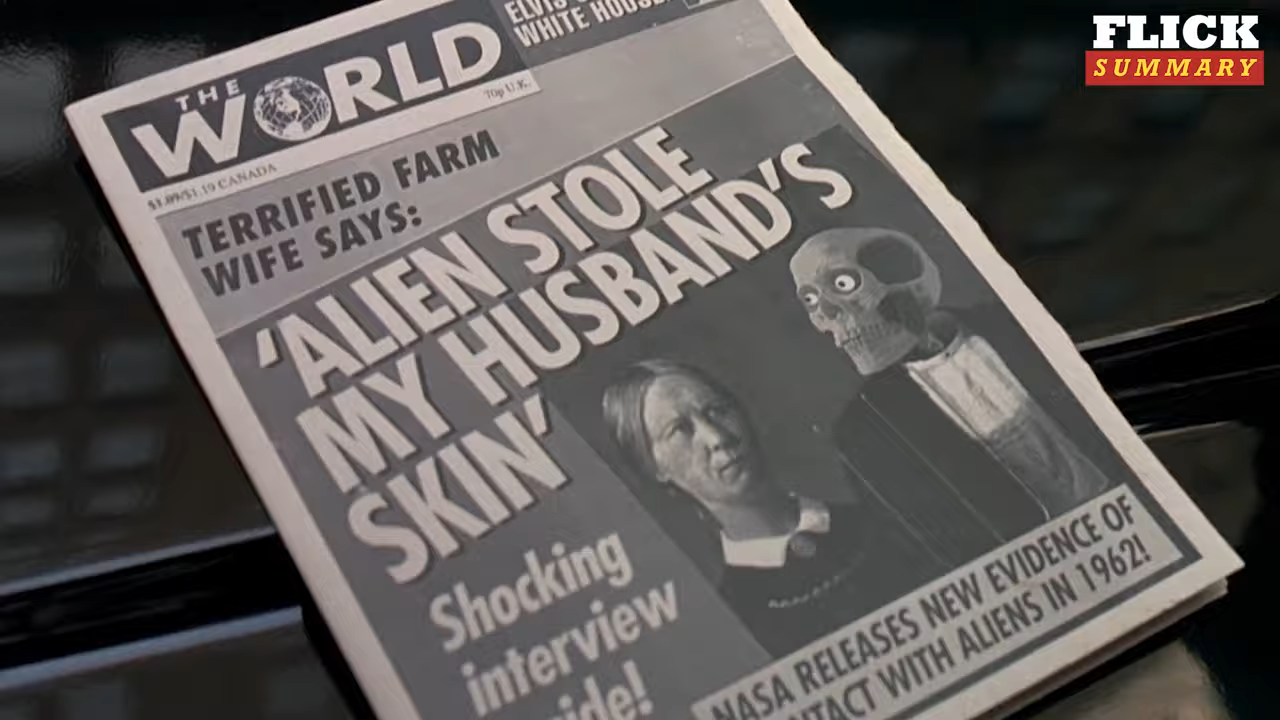 FLICK
SUMMARY
ELVIS
WHITE HOUSE
THE
WORLD
70p U.K.
$1.09/$1.19 CANADA
TERRIFIED FARM
WIFE SAYS:
'ALIEN STOLE
MY HUSBAND'S
SKIN'
Shocking
interview
NASA RELEASES NEW EVIDENCE OF
WITH ALIENS IN 1962!